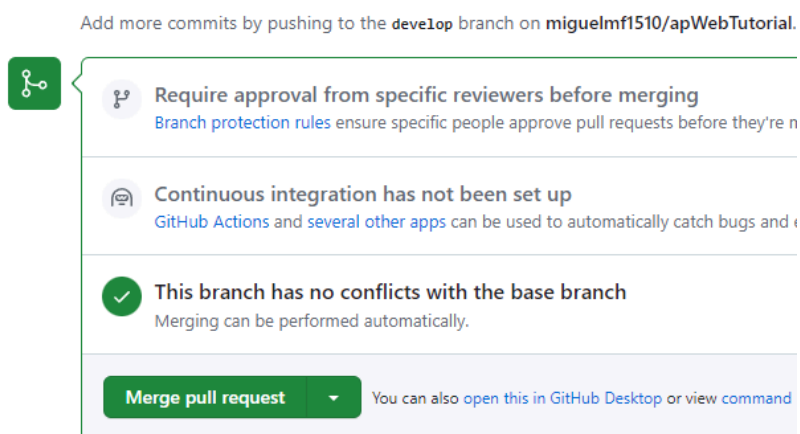 Add more commits by pushing to the develop branch on miguelmf1510/apWebTutorial.
Require approval from specific reviewers before merging
Branch protection rules ensure specific people approve pull requests before they're
Continuous integration has not been set up
GitHub Actions and several other apps can be used to automatically catch bugs and
This branch has no conflicts with the base branch
Merging can be performed automatically.
Merge pull request You can also open this in GitHub Desktop or view command